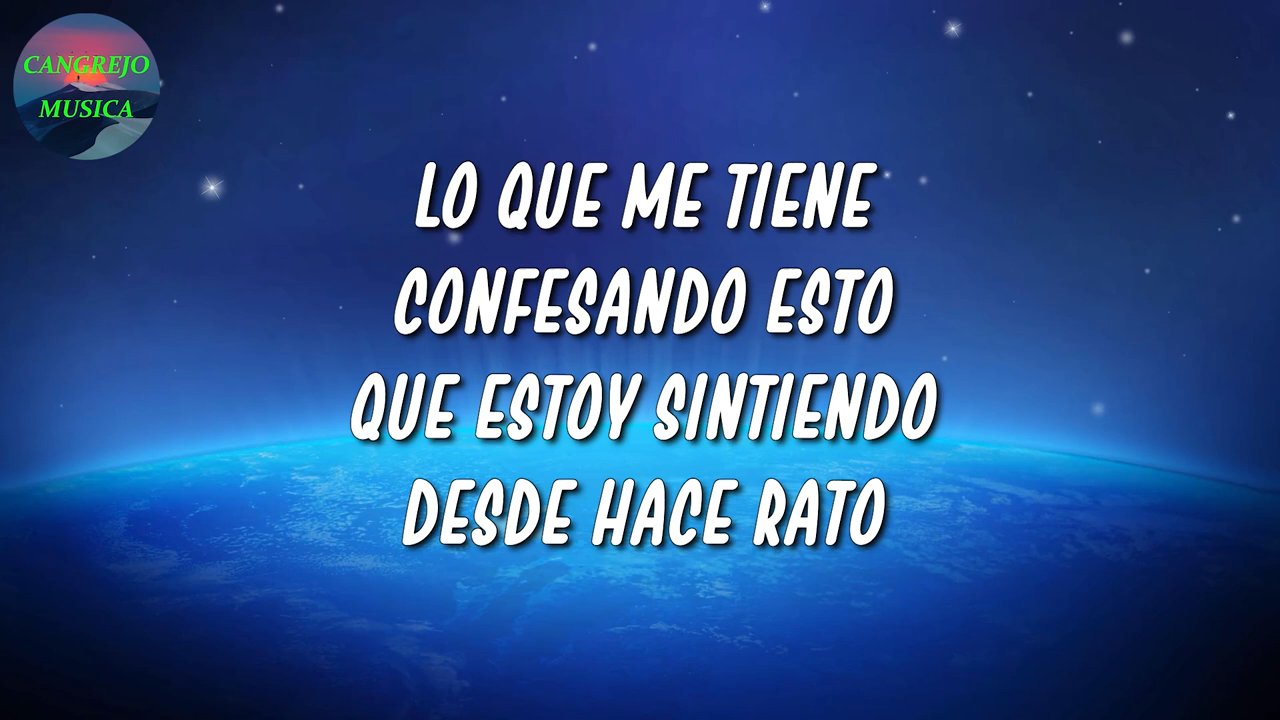 CANGREJO
MUSICA
LO QUE ME TIENE
CONFESANDO ESTO
QUE ESTOY SINTIENDO
DESDE HACE RATO